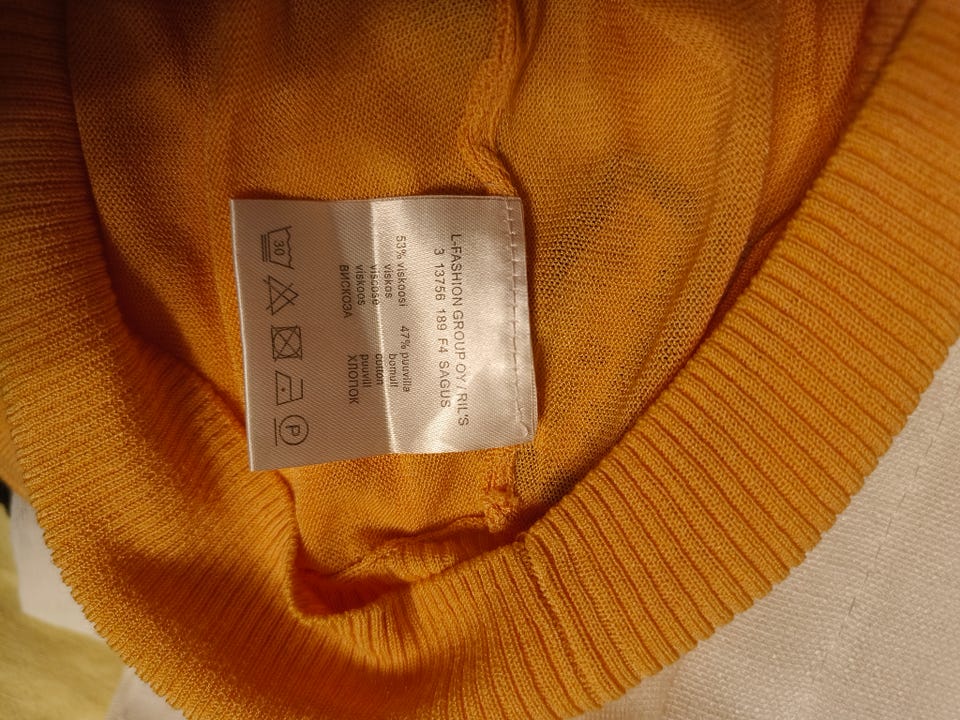 L-FASHION GROUP OY / RIL'S
3 13756 189 F4 SAGUS
53% viskoosi 47% puuvilla
viskos bomull
viscose cotton
viskoos puuvill
ВИСКОЗА ХЛОПОК
30
P